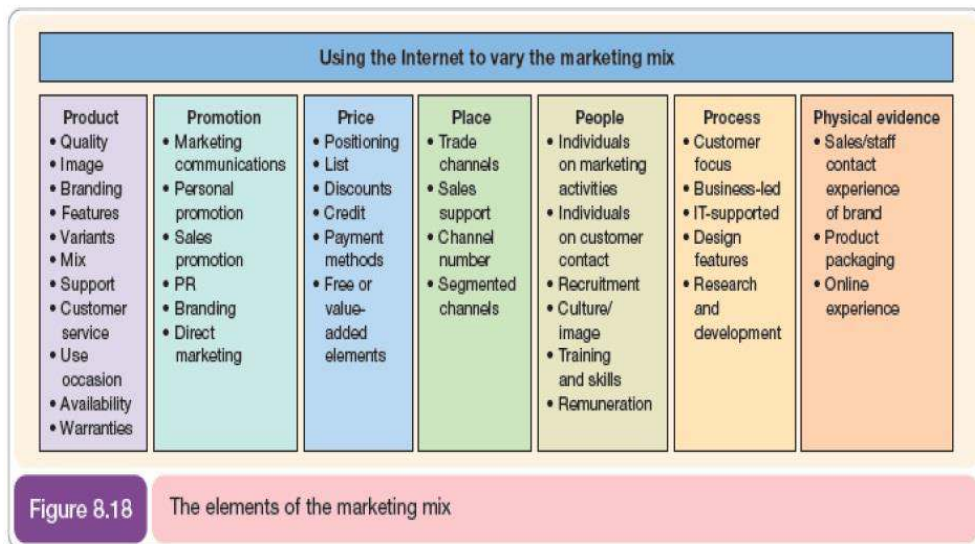 Using the Internet to vary the marketing mix
Product
• Quality
• Image
• Branding
• Features
• Variants
• Mix
• Support
• Customer
service
• Use
occasion
• Availability
• Warranties
Promotion
• Marketing
communications
• Personal
promotion
• Sales
promotion
• PR
• Branding
• Direct
marketing
Price
• Positioning
• List
• Discounts
• Credit
• Payment
methods
• Free or
value-
added
elements
Place
• Trade
channels
• Sales
support
• Channel
number
• Segmented
channels
People
• Individuals
on marketing
activities
• Individuals
on customer
contact
• Recruitment
• Culture/
image
• Training
and skills
• Remuneration
Process
• Customer
focus
• Business-led
• IT-supported
• Design
features
• Research
and
development
Physical evidence
• Sales/staff
contact
experience
of brand
• Product
packaging
• Online
experience
Figure 8.18
The elements of the marketing mix